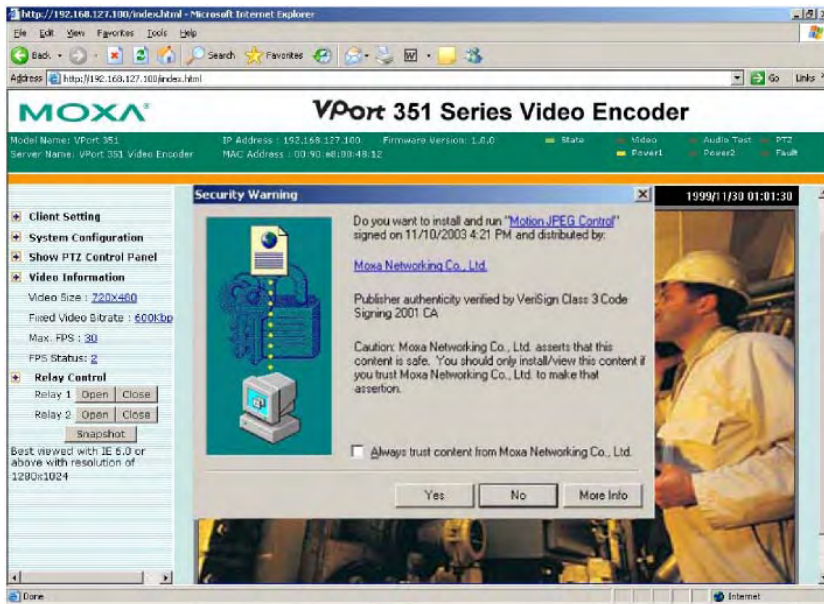 http://192.168.127.100/index.html - Microsoft Internet Explorer
File Edit View Favorites Tools Help
Back Search Favorites
Address http://192.168.127.100/index.html Go Links
MOXA® VPort 351 Series Video Encoder
Model Name: VPort 351 IP Address : 192.168.127.100 Firmware Version: 1.0.0 State Video Audio Test PTZ
Server Name: VPort 351 Video Encoder MAC Address : 00:90:e8:00:48:12 Power1 Power2 Fault
1999/11/30 01:01:30
Client Setting
System Configuration
Show PTZ Control Panel
Video Information
Video Size : 720x480
Fixed Video Bitrate : 600Kbp
Max. FPS : 30
FPS Status: 2
Relay Control
Relay 1 Open Close
Relay 2 Open Close
Snapshot
Best viewed with IE 6.0 or
above with resolution of
1280x1024
Security Warning
Do you want to install and run "Motion JPEG Control"
signed on 11/10/2003 4:21 PM and distributed by:
Moxa Networking Co., Ltd.
Publisher authenticity verified by VeriSign Class 3 Code
Signing 2001 CA
Caution: Moxa Networking Co., Ltd. asserts that this
content is safe. You should only install/view this content if
you trust Moxa Networking Co., Ltd. to make that
assertion.
Always trust content from Moxa Networking Co., Ltd.
Yes No More Info
Done Internet